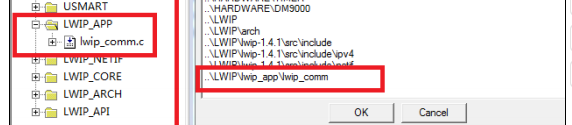 USMART
LWIP_APP
lwip_comm.c
LWIP_NETIF
LWIP_CORE
LWIP_ARCH
LWIP_API
..\HARDWARE\DM9000
..\LWIP
..\LWIP\arch
..\LWIP\lwip-1.4.1\src\include
..\LWIP\lwip-1.4.1\src\include\ipv4
..\LWIP\lwip-1.4.1\src\include\netif
..\LWIP\lwip_app\lwip_comm
OK
Cancel